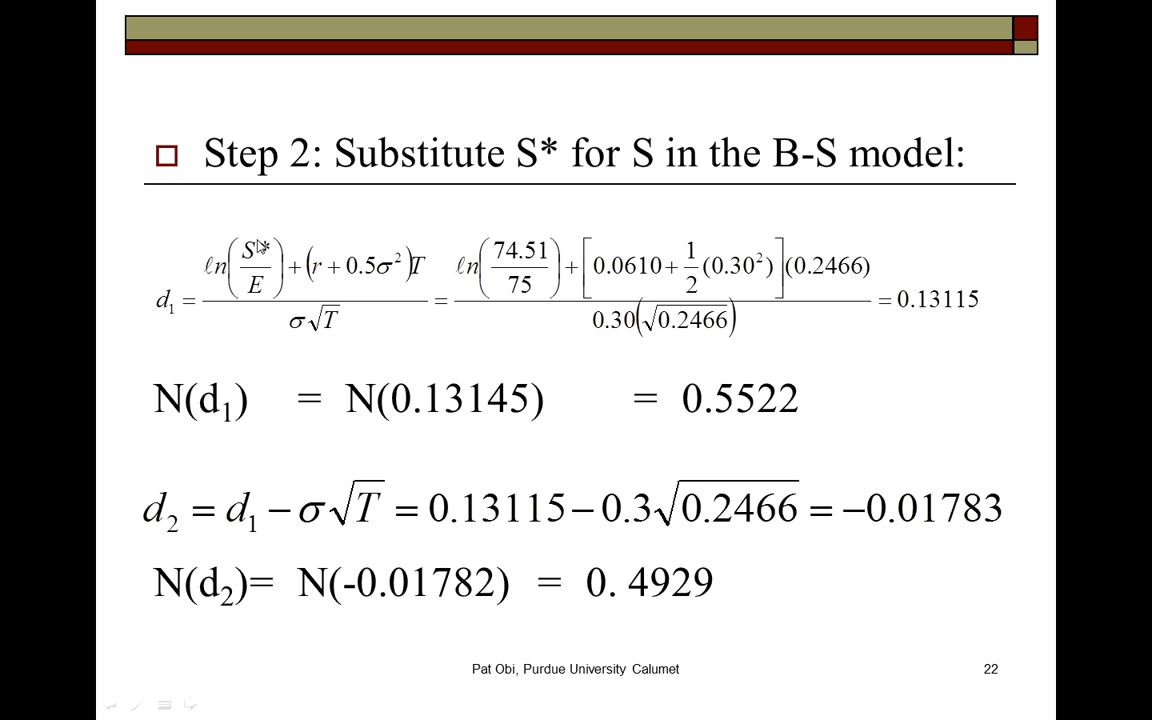 Step 2: Substitute S* for S in the B-S model:
d₁ = (ℓn(S*/E) + (r + 0.5σ²)T) / (σ√T) = (ℓn(74.51/75) + [0.0610 + 1/2(0.30²)](0.2466)) / (0.30(√0.2466)) = 0.13115
N(d₁) = N(0.13145) = 0.5522
d₂ = d₁ − σ√T = 0.13115 − 0.3√0.2466 = −0.01783
N(d₂)= N(-0.01782) = 0. 4929
Pat Obi, Purdue University Calumet 22